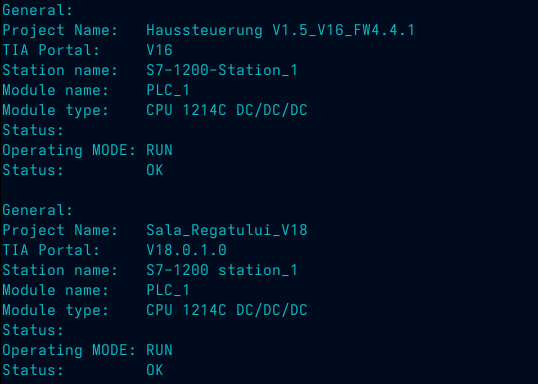 General:
Project Name: Haussteuerung V1.5_V16_FW4.4.1
TIA Portal: V16
Station name: S7-1200-Station_1
Module name: PLC_1
Module type: CPU 1214C DC/DC/DC
Status:
Operating MODE: RUN
Status: OK
General:
Project Name: Sala_Regatului_V18
TIA Portal: V18.0.1.0
Station name: S7-1200 station_1
Module name: PLC_1
Module type: CPU 1214C DC/DC/DC
Status:
Operating MODE: RUN
Status: OK